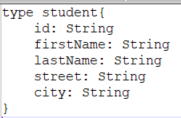 type student{
    id: String
    firstName: String
    lastName: String
    street: String
    city: String
}